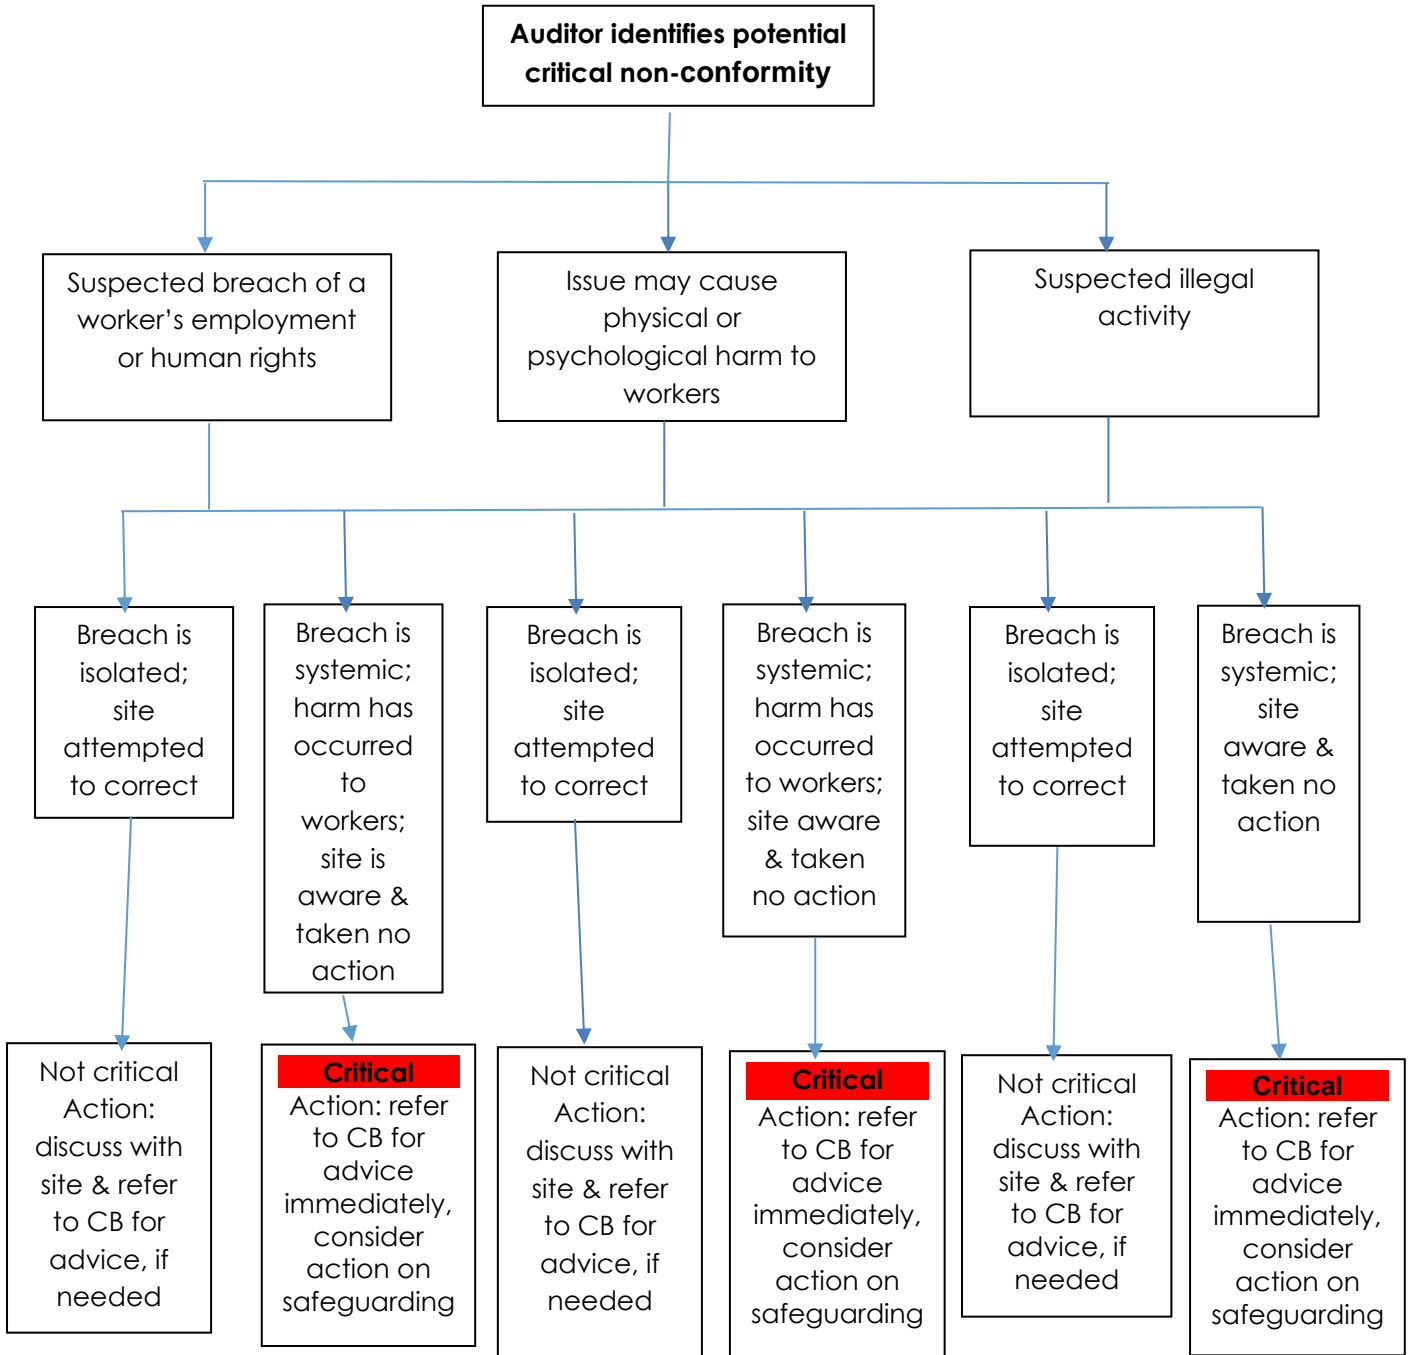 Auditor identifies potential
critical non-conformity
Suspected breach of a
worker’s employment
or human rights
Issue may cause
physical or
psychological harm to
workers
Suspected illegal
activity
Breach is
isolated;
site
attempted
to correct
Breach is
systemic;
harm has
occurred
to
workers;
site is
aware &
taken no
action
Breach is
isolated;
site
attempted
to correct
Breach is
systemic;
harm has
occurred
to workers;
site aware
& taken
no action
Breach is
isolated;
site
attempted
to correct
Breach is
systemic;
site
aware &
taken no
action
Not critical
Action:
discuss with
site & refer
to CB for
advice, if
needed
Critical
Action: refer
to CB for
advice
immediately,
consider
action on
safeguarding
Not critical
Action:
discuss with
site & refer
to CB for
advice, if
needed
Critical
Action: refer
to CB for
advice
immediately,
consider
action on
safeguarding
Not critical
Action:
discuss with
site & refer
to CB for
advice, if
needed
Critical
Action: refer
to CB for
advice
immediately,
consider
action on
safeguarding